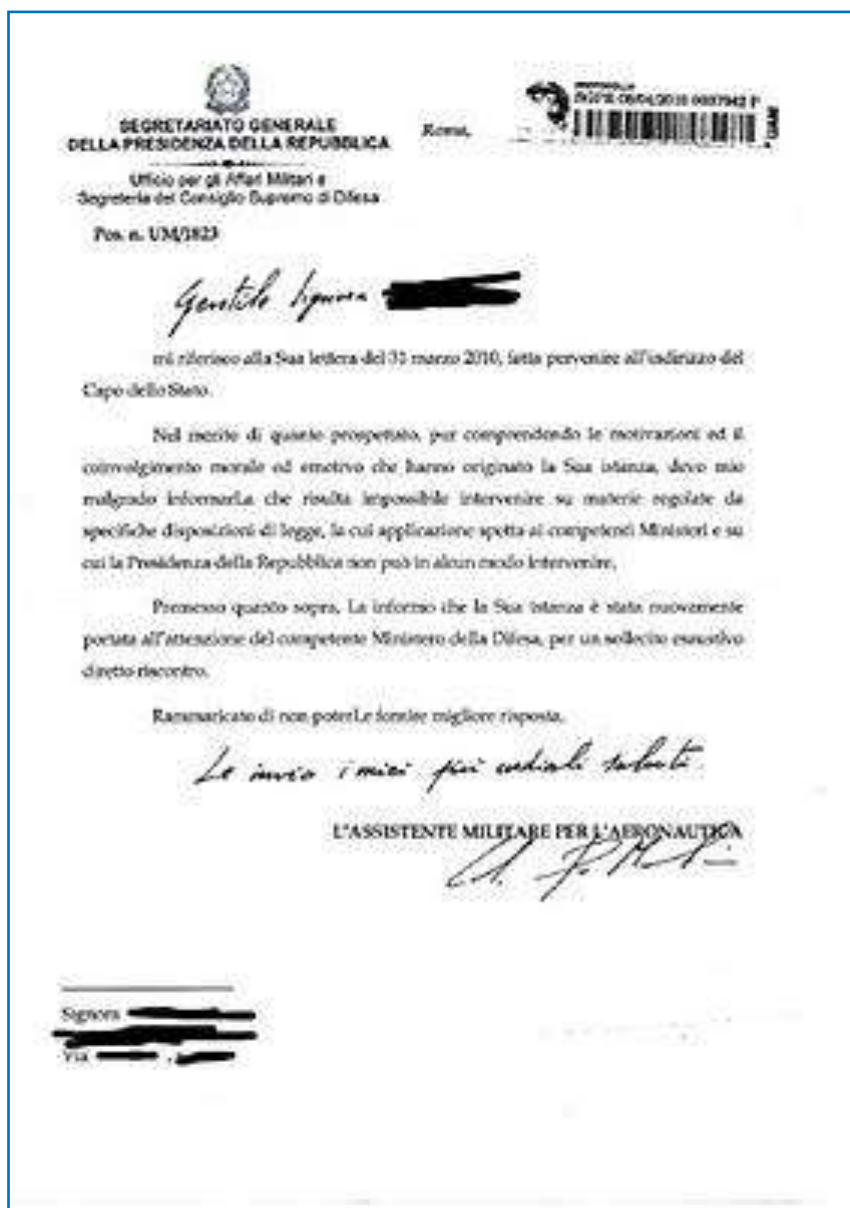 SEGRETARIATO GENERALE
DELLA PRESIDENZA DELLA REPUBBLICA
Ufficio per gli Affari Militari e
Segreteria del Consiglio Supremo di Difesa
Pos. n. UM/1823
Roma,
Gentile Signora
mi riferisco alla Sua lettera del 31 marzo 2010, fatta pervenire all'indirizzo del
Capo dello Stato.
Nel merito di quanto prospettato, pur comprendendo le motivazioni ed il
coinvolgimento morale ed emotivo che hanno originato la Sua istanza, devo mio
malgrado informarLa che risulta impossibile intervenire su materie regolate da
specifiche disposizioni di legge, la cui applicazione spetta ai competenti Ministeri e su
cui la Presidenza della Repubblica non può in alcun modo intervenire.
Premesso quanto sopra, La informo che la Sua istanza è stata nuovamente
portata all'attenzione del competente Ministero della Difesa, per un sollecito esaustivo
diretto riscontro.
Rammaricato di non poterLe fornire migliore risposta,
Le invio i miei più cordiali saluti
L'ASSISTENTE MILITARE PER L'AERONAUTICA
Signora
Via